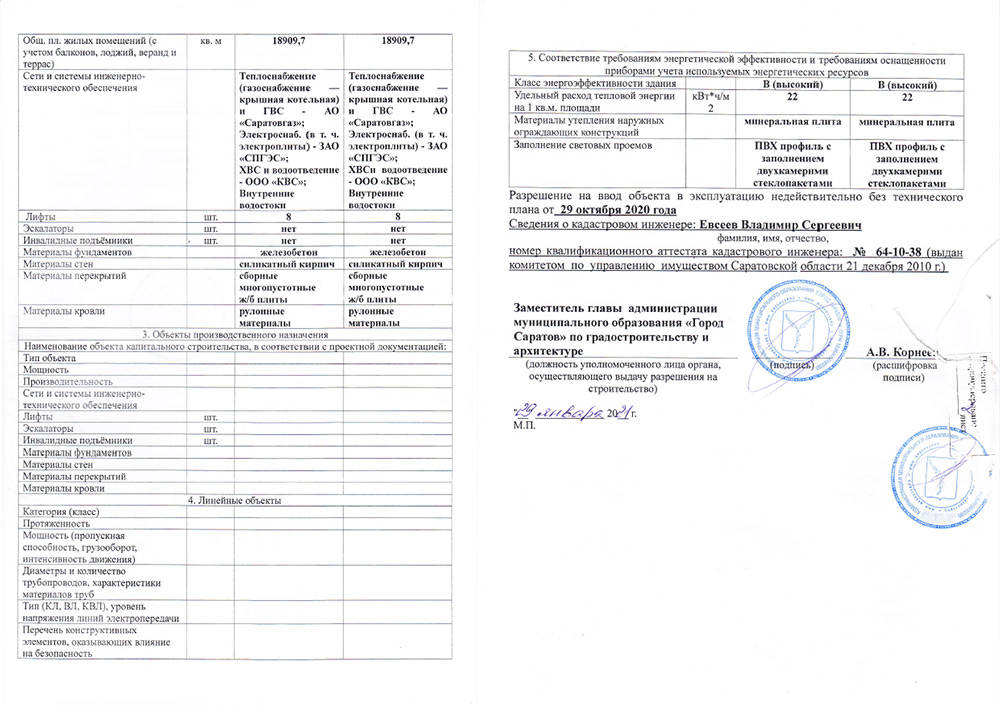 Общ. пл. жилых помещений (с учетом балконов, лоджий, веранд и террас) кв. м 18909,7 18909,7
Сети и системы инженерно-технического обеспечения
Теплоснабжение (газоснабжение — крышная котельная) и ГВС - АО «Саратовгаз»; Электроснаб. (в т. ч. электроплиты) - ЗАО «СПГЭС»; ХВС и водоотведение - ООО «КВС»; Внутренние водостоки
Теплоснабжение (газоснабжение — крышная котельная) и ГВС - АО «Саратовгаз»; Электроснаб. (в т. ч. электроплиты) - ЗАО «СПГЭС»; ХВСи водоотведение - ООО «КВС»; Внутренние водостоки
Лифты шт. 8 8
Эскалаторы шт. нет нет
Инвалидные подъёмники шт. нет нет
Материалы фундаментов железобетон железобетон
Материалы стен силикатный кирпич силикатный кирпич
Материалы перекрытий сборные многопустотные ж/б плиты сборные многопустотные ж/б плиты
Материалы кровли рулонные материалы рулонные материалы
3. Объекты производственного назначения
Наименование объекта капитального строительства, в соответствии с проектной документацией:
Тип объекта
Мощность
Производительность
Сети и системы инженерно-технического обеспечения
Лифты шт.
Эскалаторы шт.
Инвалидные подъёмники шт.
Материалы фундаментов
Материалы стен
Материалы перекрытий
Материалы кровли
4. Линейные объекты
Категория (класс)
Протяженность
Мощность (пропускная способность, грузооборот, интенсивность движения)
Диаметры и количество трубопроводов, характеристики материалов труб
Тип (КЛ, ВЛ, КВЛ), уровень напряжения линий электропередачи
Перечень конструктивных элементов, оказывающих влияние на безопасность
5. Соответствие требованиям энергетической эффективности и требованиям оснащенности
приборами учета используемых энергетических ресурсов
Класс энергоэффективности здания В (высокий) В (высокий)
Удельный расход тепловой энергии на 1 кв.м. площади кВт*ч/м 2 22 22
Материалы утепления наружных ограждающих конструкций минеральная плита минеральная плита
Заполнение световых проемов ПВХ профиль с заполнением двухкамерными стеклопакетами ПВХ профиль с заполнением двухкамерными стеклопакетами
Разрешение на ввод объекта в эксплуатацию недействительно без технического
плана от 29 октября 2020 года
Сведения о кадастровом инженере: Евсеев Владимир Сергеевич
фамилия, имя, отчество,
номер квалификационного аттестата кадастрового инженера: № 64-10-38 (выдан
комитетом по управлению имуществом Саратовской области 21 декабря 2010 г.)
Заместитель главы администрации
муниципального образования «Город
Саратов» по градостроительству и
архитектуре А.В. Корнеев
(должность уполномоченного лица органа,
осуществляющего выдачу разрешения на
строительство)
(подпись)
(расшифровка
подписи)
"29 января 2021г.
М.П.